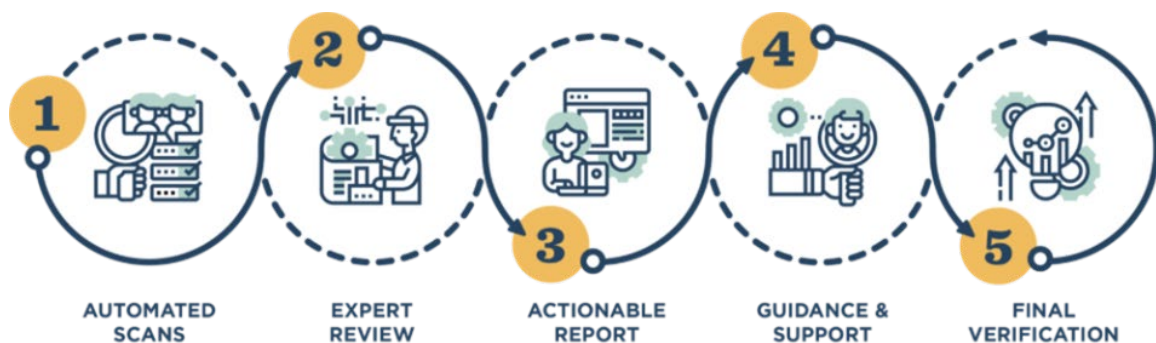 1
2
3
4
5
AUTOMATED
SCANS
EXPERT
REVIEW
ACTIONABLE
REPORT
GUIDANCE &
SUPPORT
FINAL
VERIFICATION